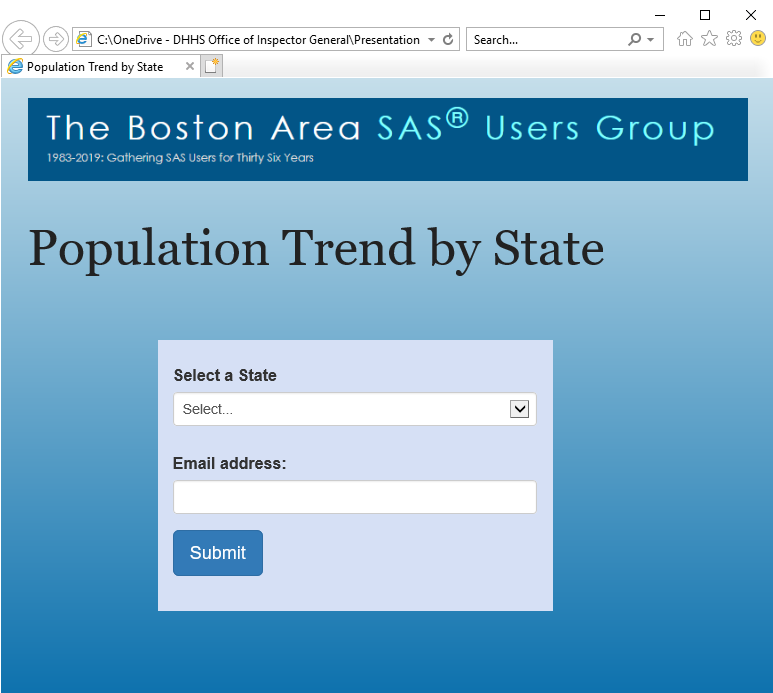 C:\OneDrive - DHHS Office of Inspector General\Presentation
Search...
Population Trend by State
The Boston Area SAS® Users Group
1983-2019: Gathering SAS Users for Thirty Six Years
Population Trend by State
Select a State
Select...
Email address:
Submit